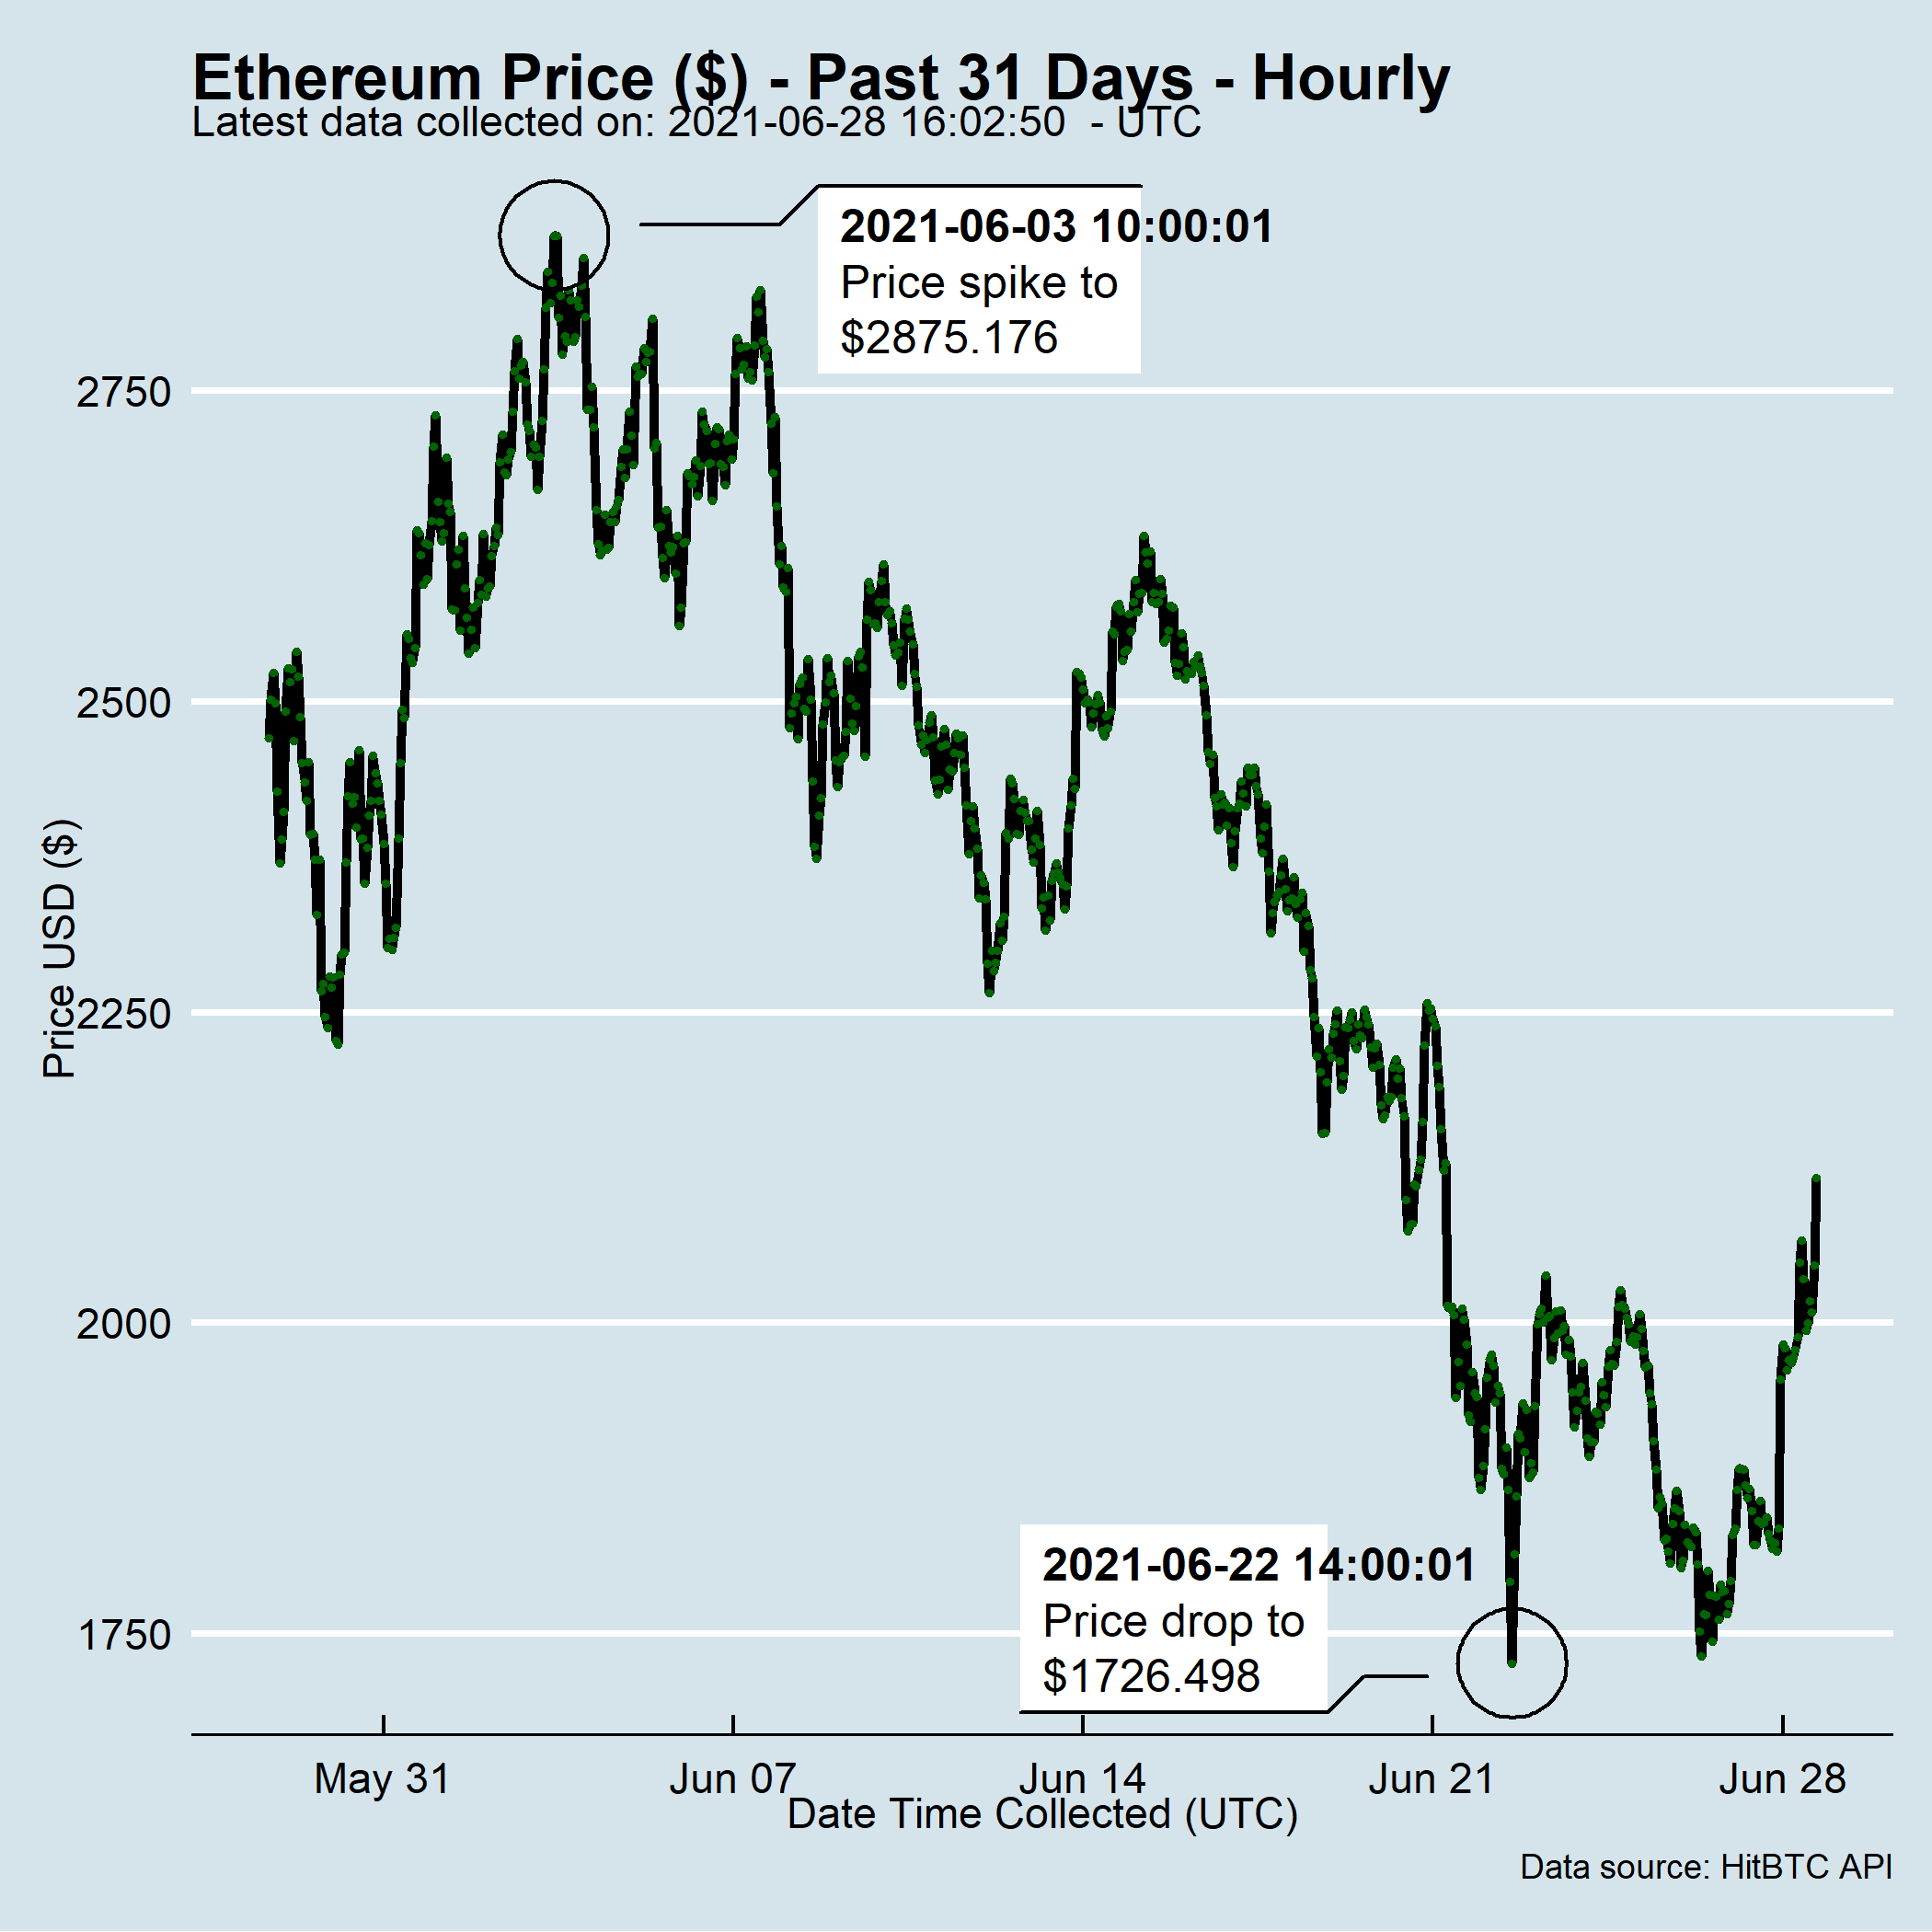 Ethereum Price ($) - Past 31 Days - Hourly
Latest data collected on: 2021-06-28 16:02:50  - UTC
2021-06-03 10:00:01
Price spike to
$2875.176
2750
2500
2250
2000
1750
Price USD ($)
2021-06-22 14:00:01
Price drop to
$1726.498
May 31
Jun 07
Jun 14
Jun 21
Jun 28
Date Time Collected (UTC)
Data source: HitBTC API